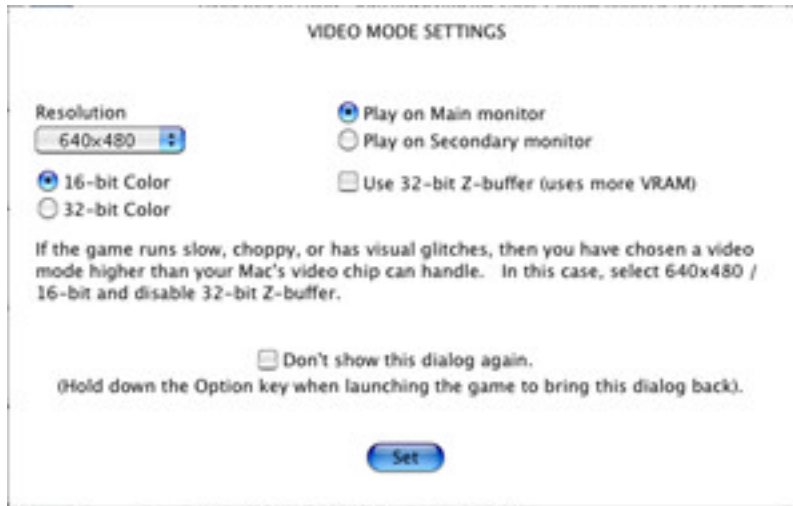 VIDEO MODE SETTINGS
Resolution
640x480
16-bit Color
32-bit Color
Play on Main monitor
Play on Secondary monitor
Use 32-bit Z-buffer (uses more VRAM)
If the game runs slow, choppy, or has visual glitches, then you have chosen a video
mode higher than your Mac's video chip can handle.   In this case, select 640x480 /
16-bit and disable 32-bit Z-buffer.
Don't show this dialog again.
(Hold down the Option key when launching the game to bring this dialog back).
Set